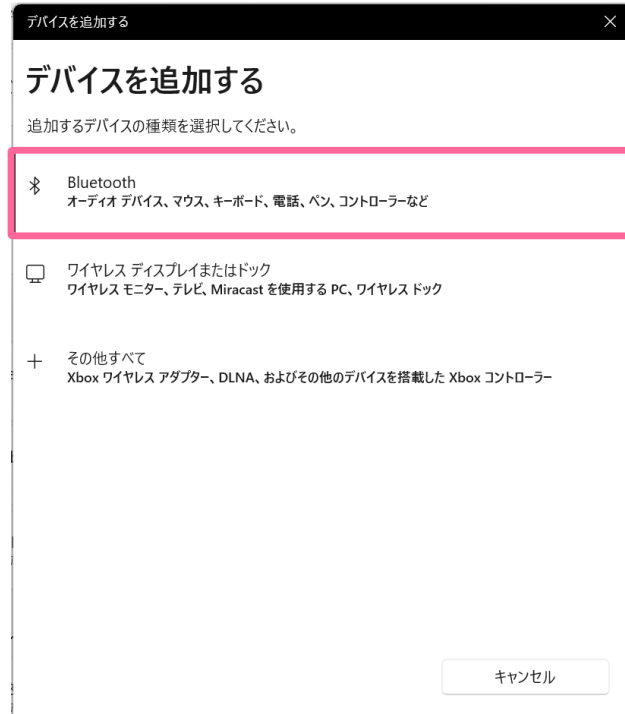 デバイスを追加する
デバイスを追加する
追加するデバイスの種類を選択してください。
Bluetooth
オーディオ デバイス、マウス、キーボード、電話、ペン、コントローラーなど
ワイヤレス ディスプレイまたはドック
ワイヤレス モニター、テレビ、Miracast を使用する PC、ワイヤレス ドック
その他すべて
Xbox ワイヤレス アダプター、DLNA、およびその他のデバイスを搭載した Xbox コントローラー
キャンセル